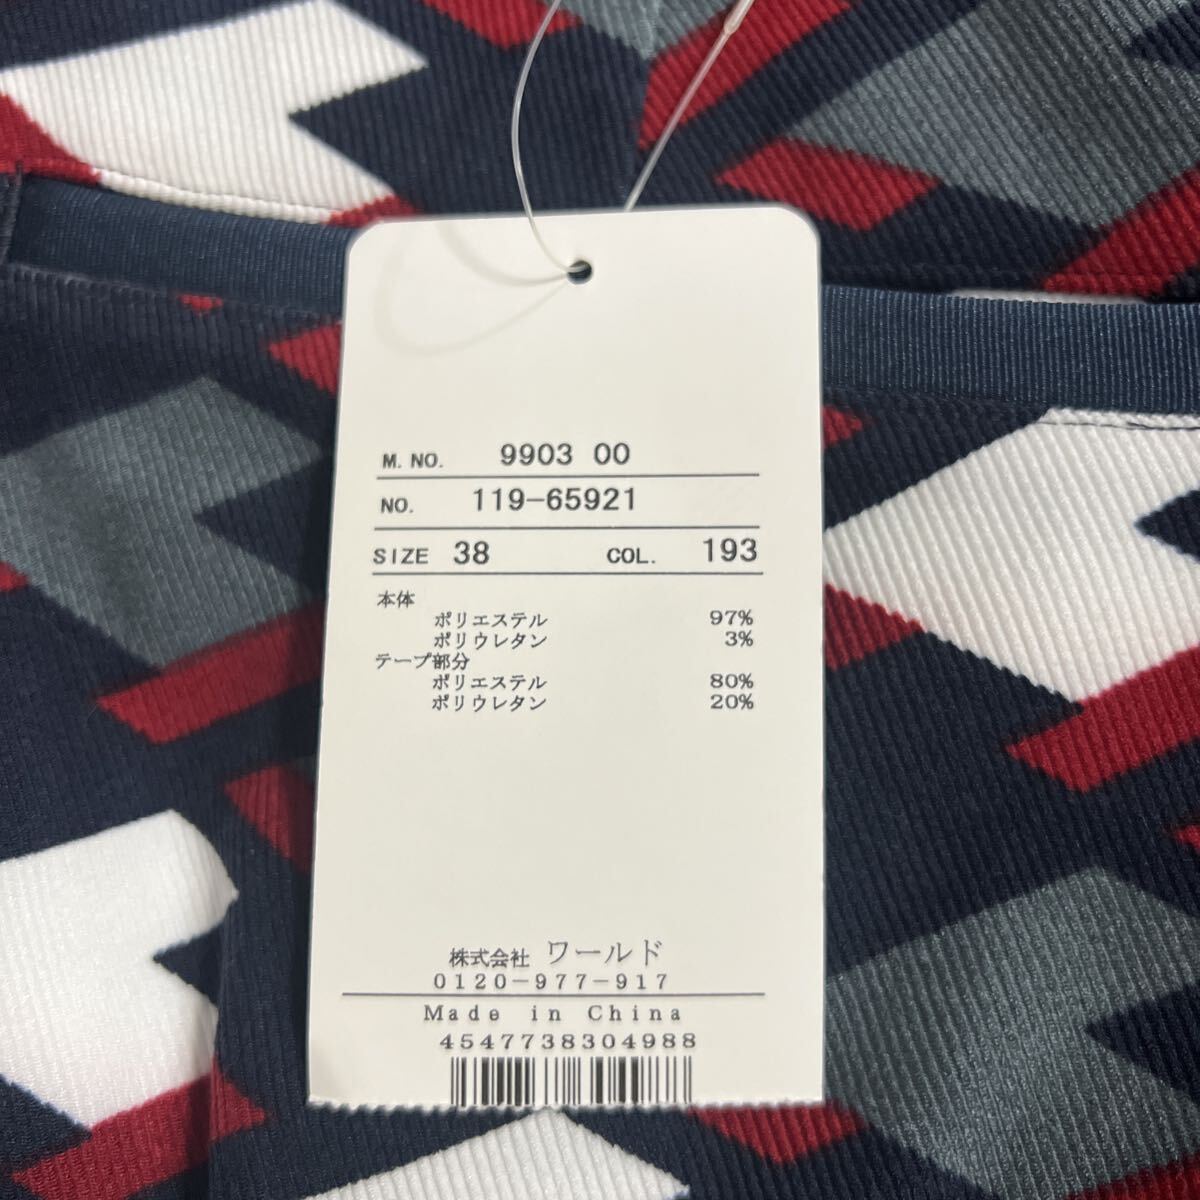 M. NO. 9903 00
NO. 119-65921
SIZE 38 COL. 193
本体
ポリエステル 97%
ポリウレタン 3%
テープ部分
ポリエステル 80%
ポリウレタン 20%
株式会社 ワールド
0120-977-917
Made in China
4547738304988